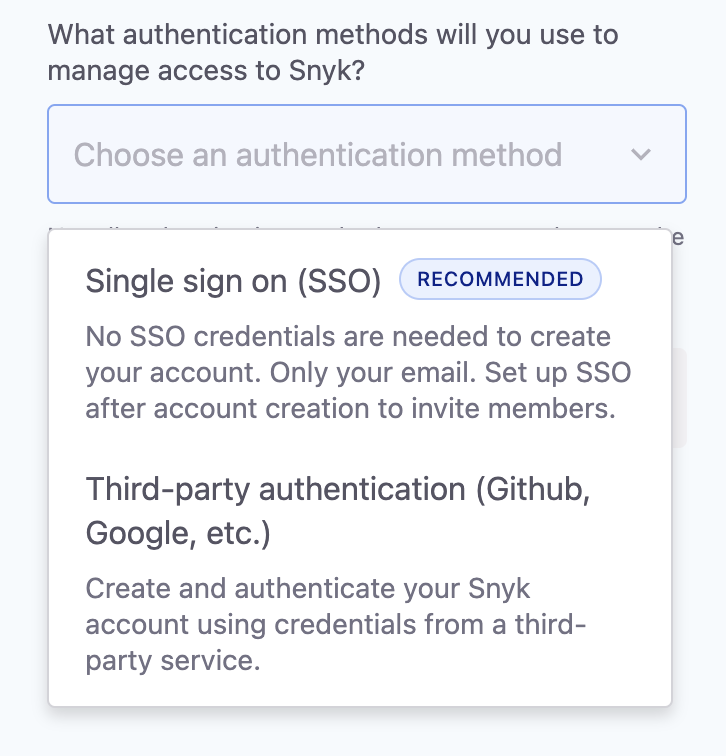 What authentication methods will you use to
manage access to Snyk?
Choose an authentication method
e
Single sign on (SSO) RECOMMENDED
No SSO credentials are needed to create
your account. Only your email. Set up SSO
after account creation to invite members.
Third-party authentication (Github,
Google, etc.)
Create and authenticate your Snyk
account using credentials from a third-
party service.